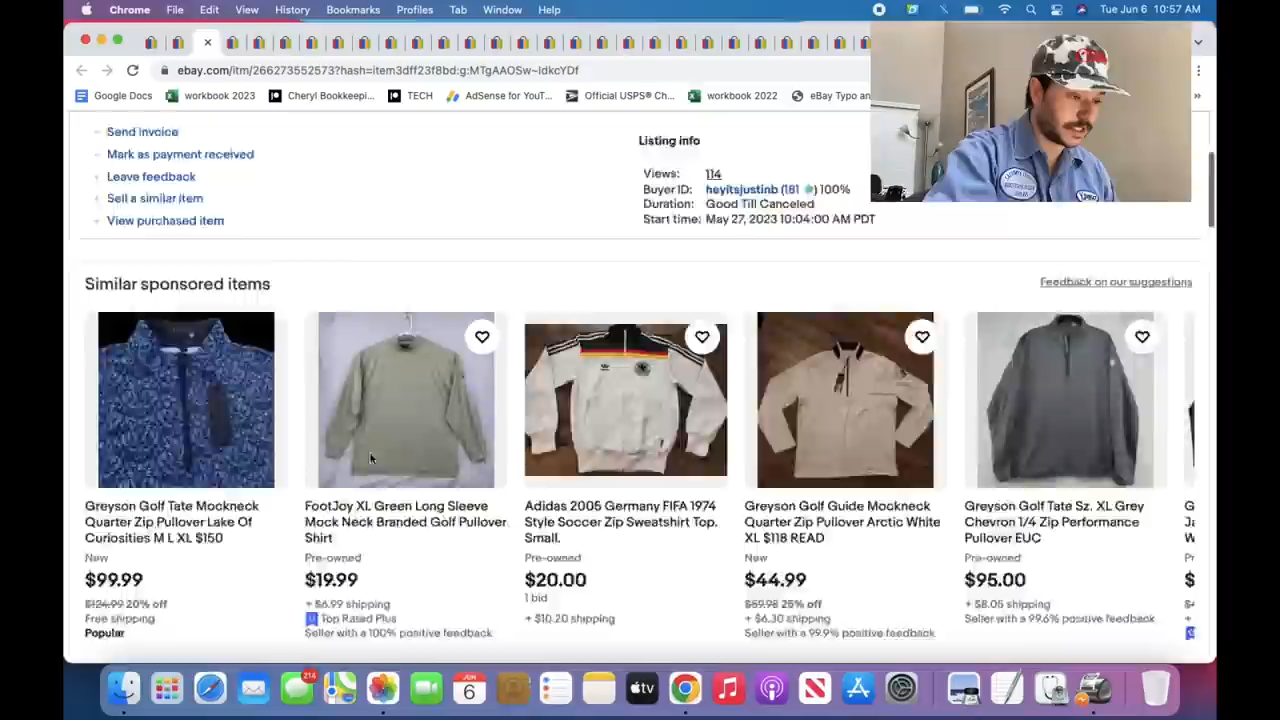 Chrome File Edit View History Bookmarks Profiles Tab Window Help Tue Jun 6 10:57 AM
ebay.com/itm/266273552573?hash=item3dff23f8bd:g:MTgAAOSw~IdkcYDf
Google Docs workbook 2023 Cheryl Bookkeepi... TECH AdSense for YouT... Official USPS® Ch... workbook 2022 eBay Typo an
Send invoice
Mark as payment received
Leave feedback
Sell a similar item
View purchased item
Listing info
Views: 114
Buyer ID: heyitsjustinb (181) 100%
Duration: Good Till Canceled
Start time: May 27, 2023 10:04:00 AM PDT
Similar sponsored items
Feedback on our suggestions
Greyson Golf Tate Mockneck
Quarter Zip Pullover Lake Of
Curiosities M L XL $150
New
$99.99
$124.99 20% off
Free shipping
Popular
FootJoy XL Green Long Sleeve
Mock Neck Branded Golf Pullover
Shirt
Pre-owned
$19.99
+ $6.99 shipping
Top Rated Plus
Seller with a 100% positive feedback
Adidas 2005 Germany FIFA 1974
Style Soccer Zip Sweatshirt Top.
Small.
Pre-owned
$20.00
1 bid
+ $10.20 shipping
Greyson Golf Guide Mockneck
Quarter Zip Pullover Arctic White
XL $118 READ
New
$44.99
$59.98 25% off
+ $6.30 shipping
Seller with a 99.9% positive feedback
Greyson Golf Tate Sz. XL Grey
Chevron 1/4 Zip Performance
Pullover EUC
Pre-owned
$95.00
+ $8.05 shipping
Seller with a 99.6% positive feedback
G
Ja
W
Pr
$
214
JUN
6
tv